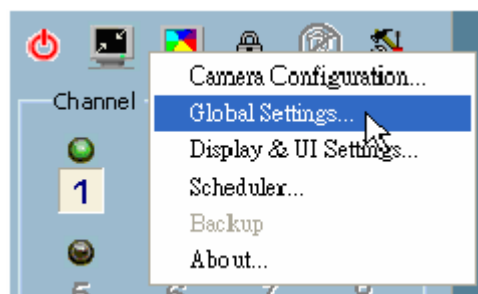 Camera Configuration...
Channel
Global Settings...
Display & UI Settings...
1
Scheduler...
Backup
About...